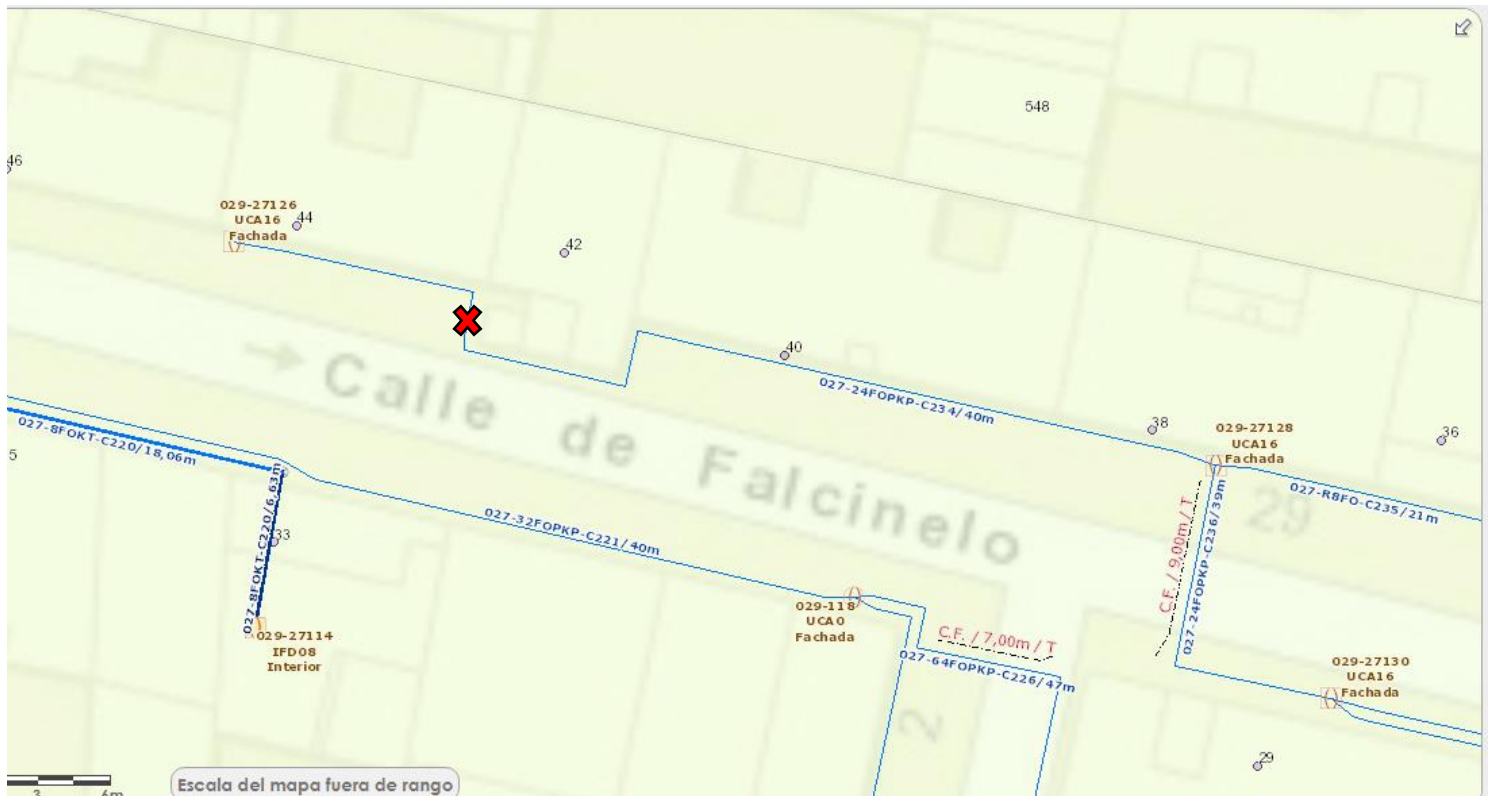 548
46
029-27126
UCA16
Fachada
44
42
40
027-24FOPKP-C234/40m
38
36
029-27128
UCA16
Fachada
Calle de Falcinelo
027-8FOKT-C220/18,06m
5
027-R8FO-C235/21m
29
027-8FOKT-C220/6,63m
33
027-32FOPKP-C221/40m
C.F. / 9,00m / T
027-24FOPKP-C236/39m
029-118
UCA0
Fachada
C.F. / 7,00m / T
029-27114
IFD08
Interior
027-64FOPKP-C226/47m
029-27130
UCA16
Fachada
2
29
Escala del mapa fuera de rango
3 6m